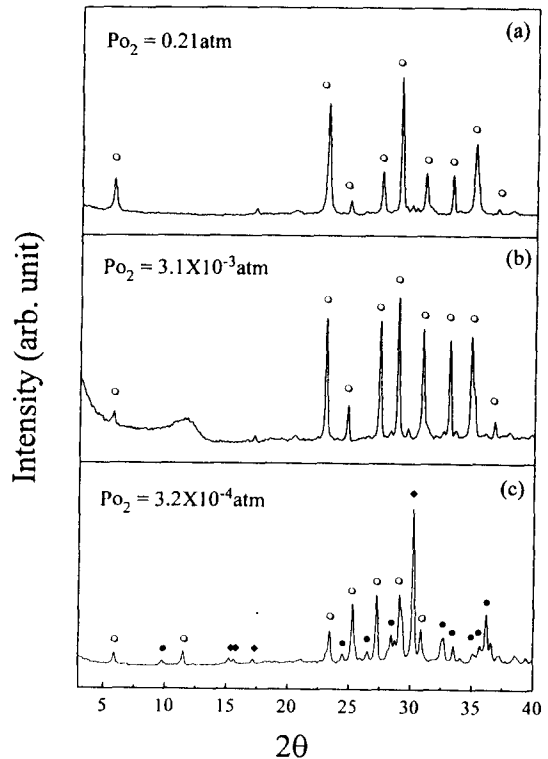 (a)
Po₂ = 0.21atm
(b)
Po₂ = 3.1X10⁻³atm
(c)
Po₂ = 3.2X10⁻⁴atm
Intensity (arb. unit)
5 10 15 20 25 30 35 40
2θ